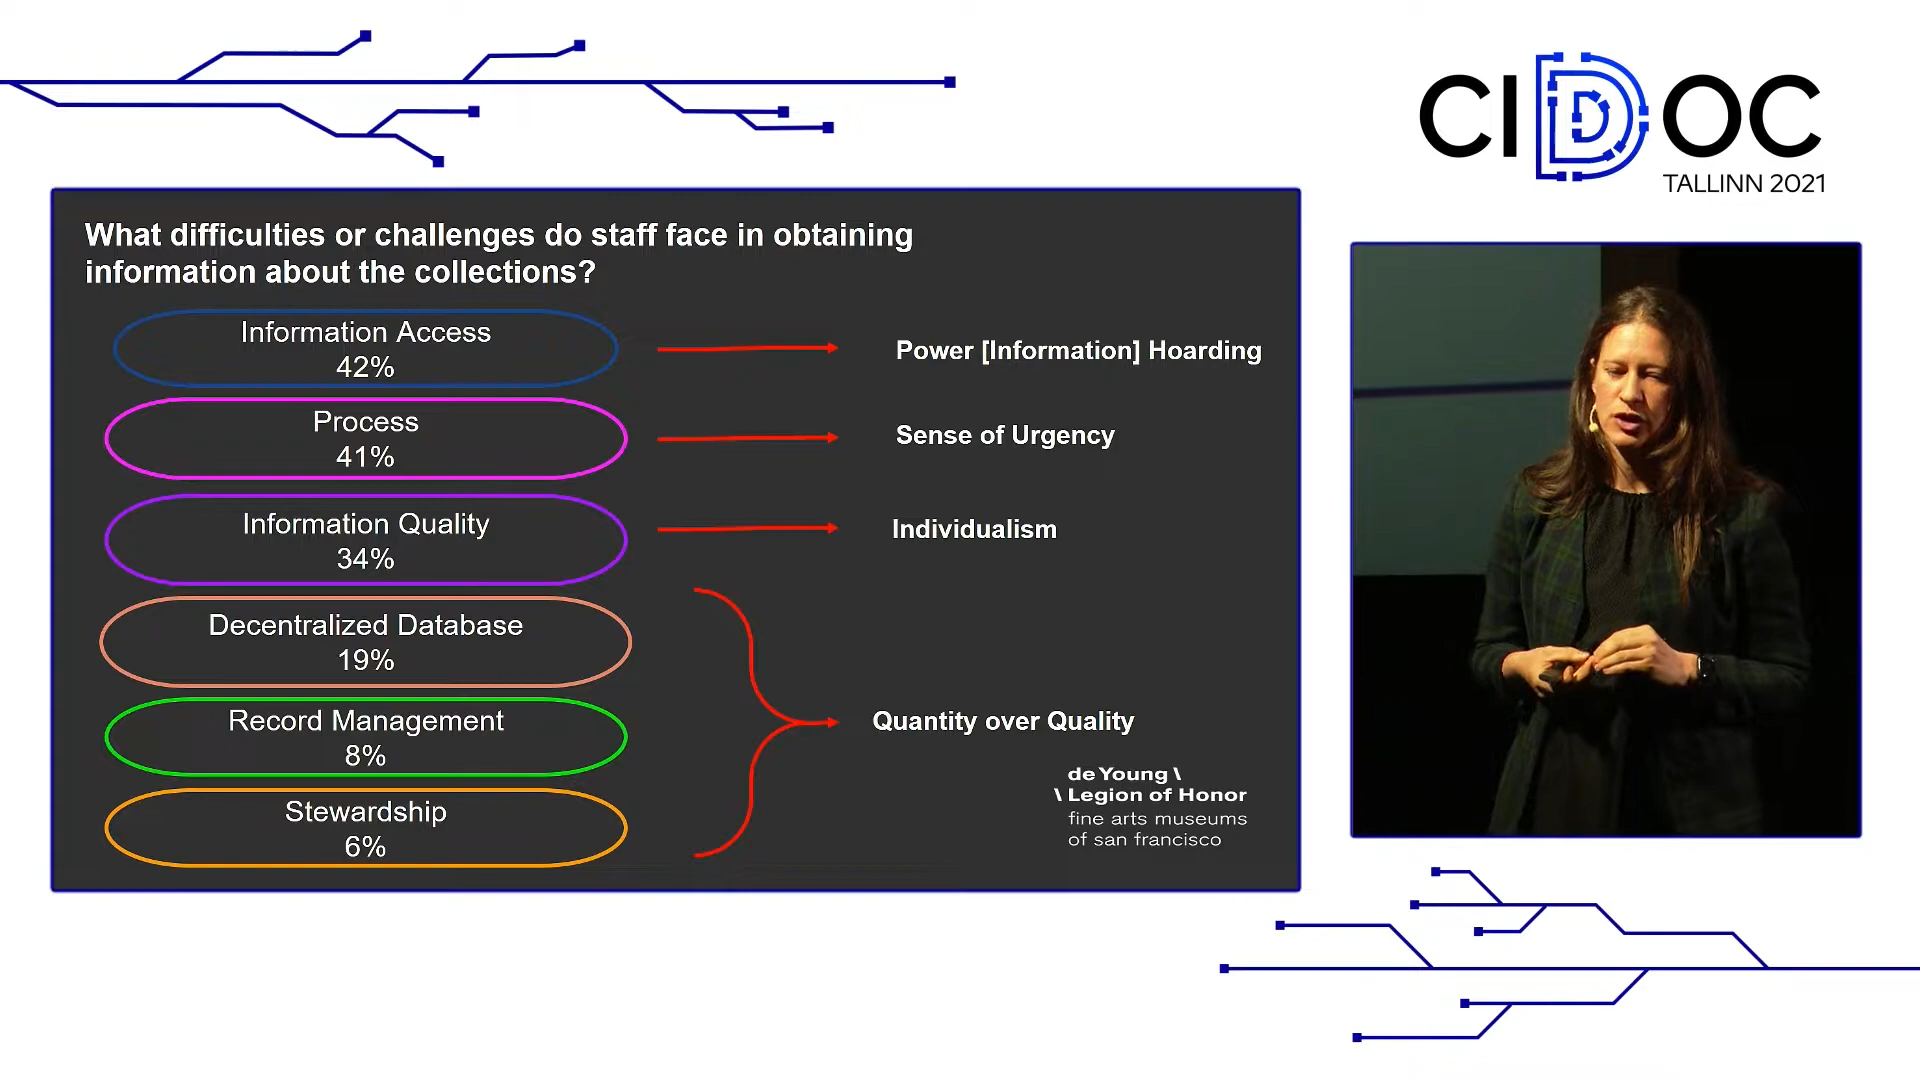 CIDOC
TALLINN 2021
What difficulties or challenges do staff face in obtaining
information about the collections?
Information Access
42%
Power [Information] Hoarding
Process
41%
Sense of Urgency
Information Quality
34%
Individualism
Decentralized Database
19%
Record Management
8%
Quantity over Quality
Stewardship
6%
de Young \
\ Legion of Honor
fine arts museums
of san francisco